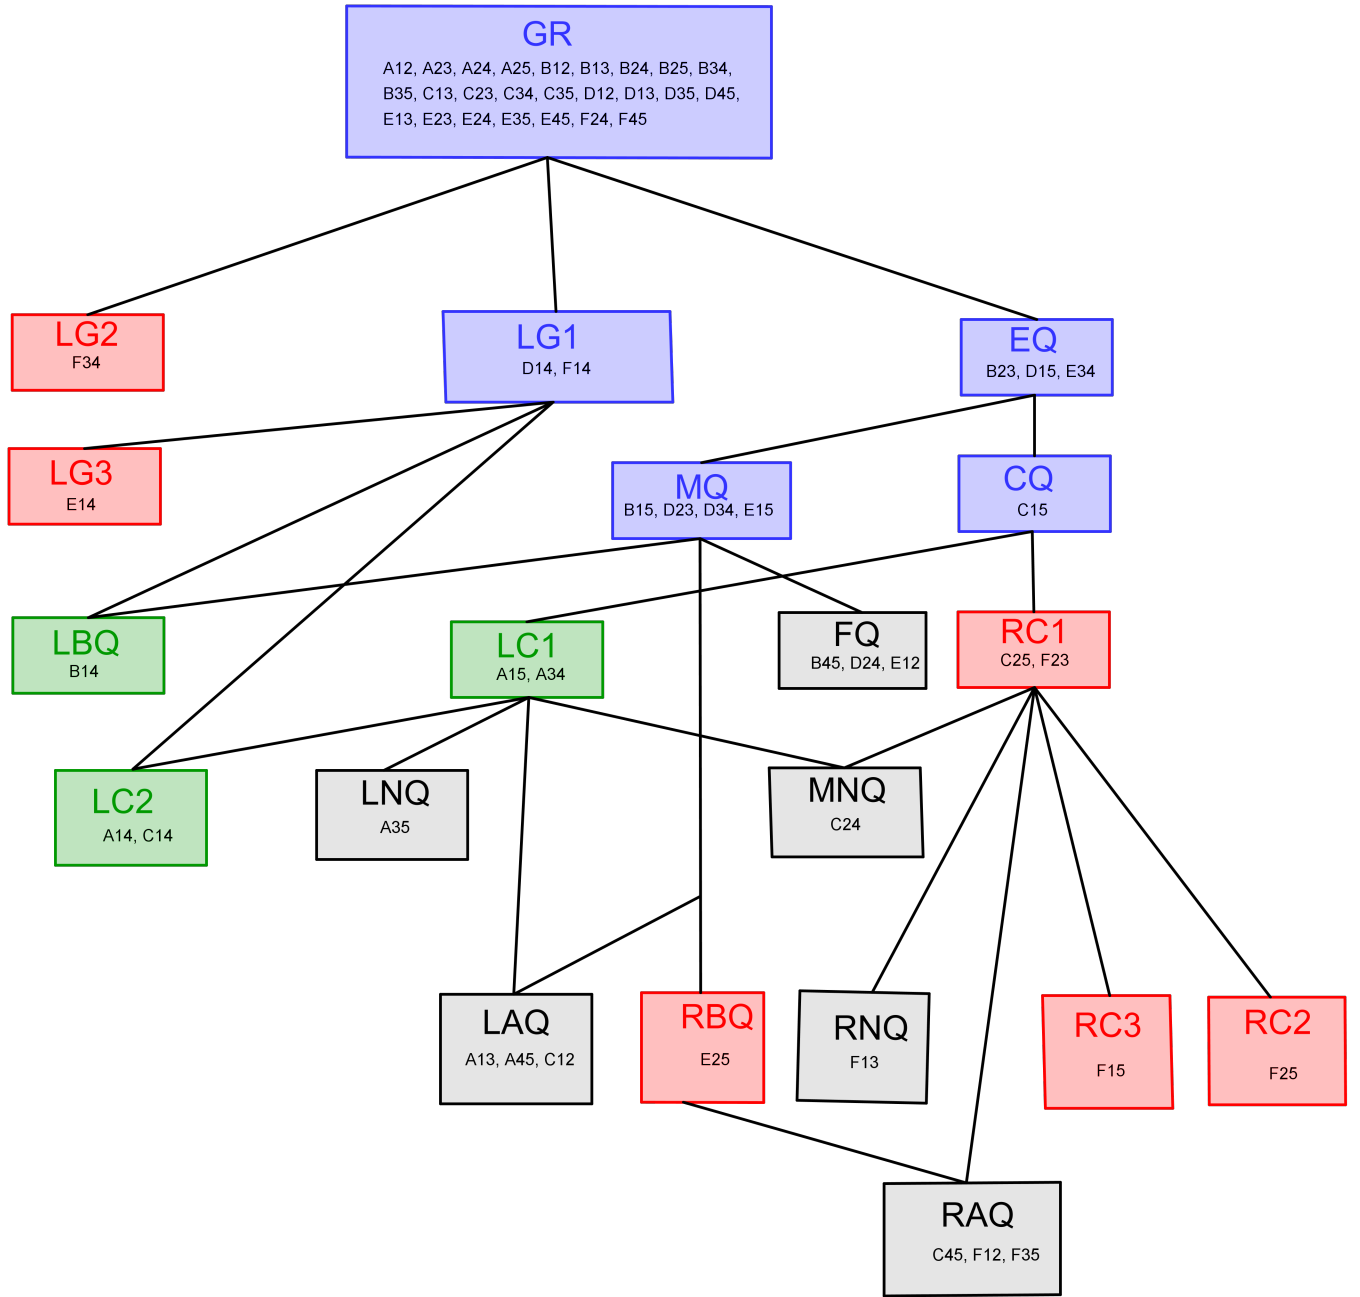 GR
A12, A23, A24, A25, B12, B13, B24, B25, B34,
B35, C13, C23, C34, C35, D12, D13, D35, D45,
E13, E23, E24, E35, E45, F24, F45
LG2
F34
LG1
D14, F14
EQ
B23, D15, E34
LG3
E14
MQ
B15, D23, D34, E15
CQ
C15
LBQ
B14
LC1
A15, A34
FQ
B45, D24, E12
RC1
C25, F23
LC2
A14, C14
LNQ
A35
MNQ
C24
LAQ
A13, A45, C12
RBQ
E25
RNQ
F13
RC3
F15
RC2
F25
RAQ
C45, F12, F35